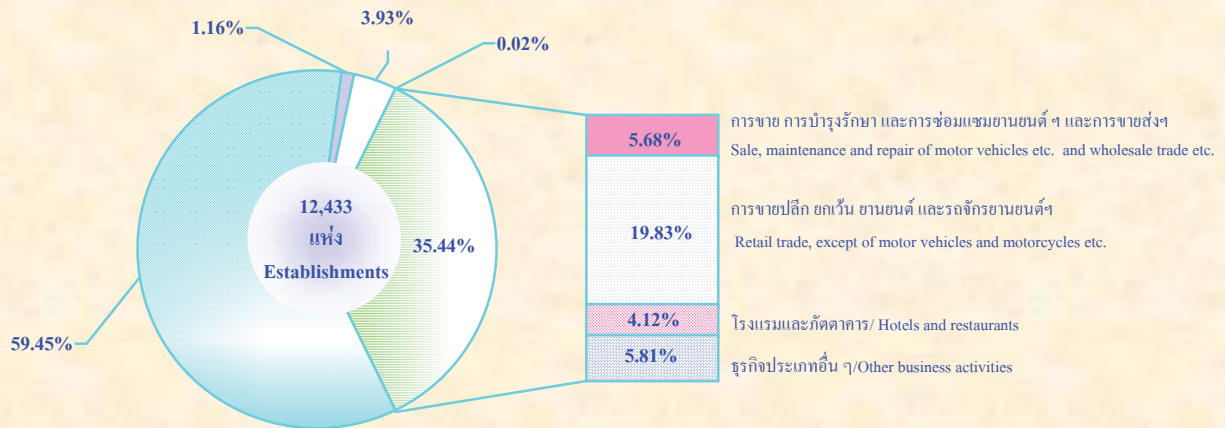 3.93%
1.16%
0.02%
12,433
แห่ง
Establishments
35.44%
59.45%
5.68%
การขาย การบำรุงรักษา และการซ่อมแซมยานยนต์ ฯ และการขายส่งฯ
Sale, maintenance and repair of motor vehicles etc. and wholesale trade etc.
19.83%
การขายปลีก ยกเว้น ยานยนต์ และรถจักรยานยนต์ฯ
Retail trade, except of motor vehicles and motorcycles etc.
4.12%
โรงแรมและภัตตาคาร/ Hotels and restaurants
5.81%
ธุรกิจประเภทอื่น ๆ/Other business activities